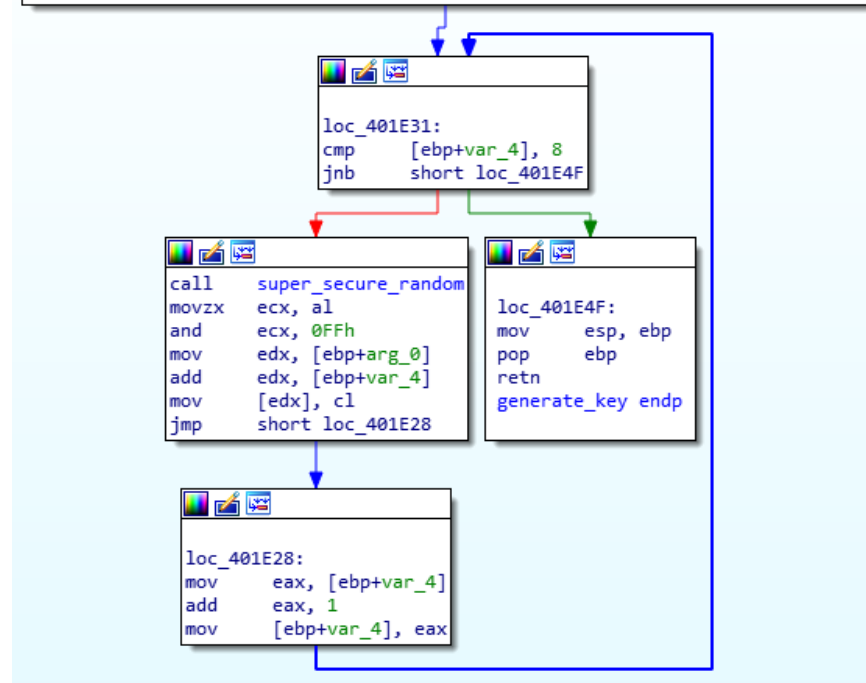 loc_401E31:
cmp [ebp+var_4], 8
jnb short loc_401E4F
call super_secure_random
movzx ecx, al
and ecx, 0FFh
mov edx, [ebp+arg_0]
add edx, [ebp+var_4]
mov [edx], cl
jmp short loc_401E28
loc_401E4F:
mov esp, ebp
pop ebp
retn
generate_key endp
loc_401E28:
mov eax, [ebp+var_4]
add eax, 1
mov [ebp+var_4], eax